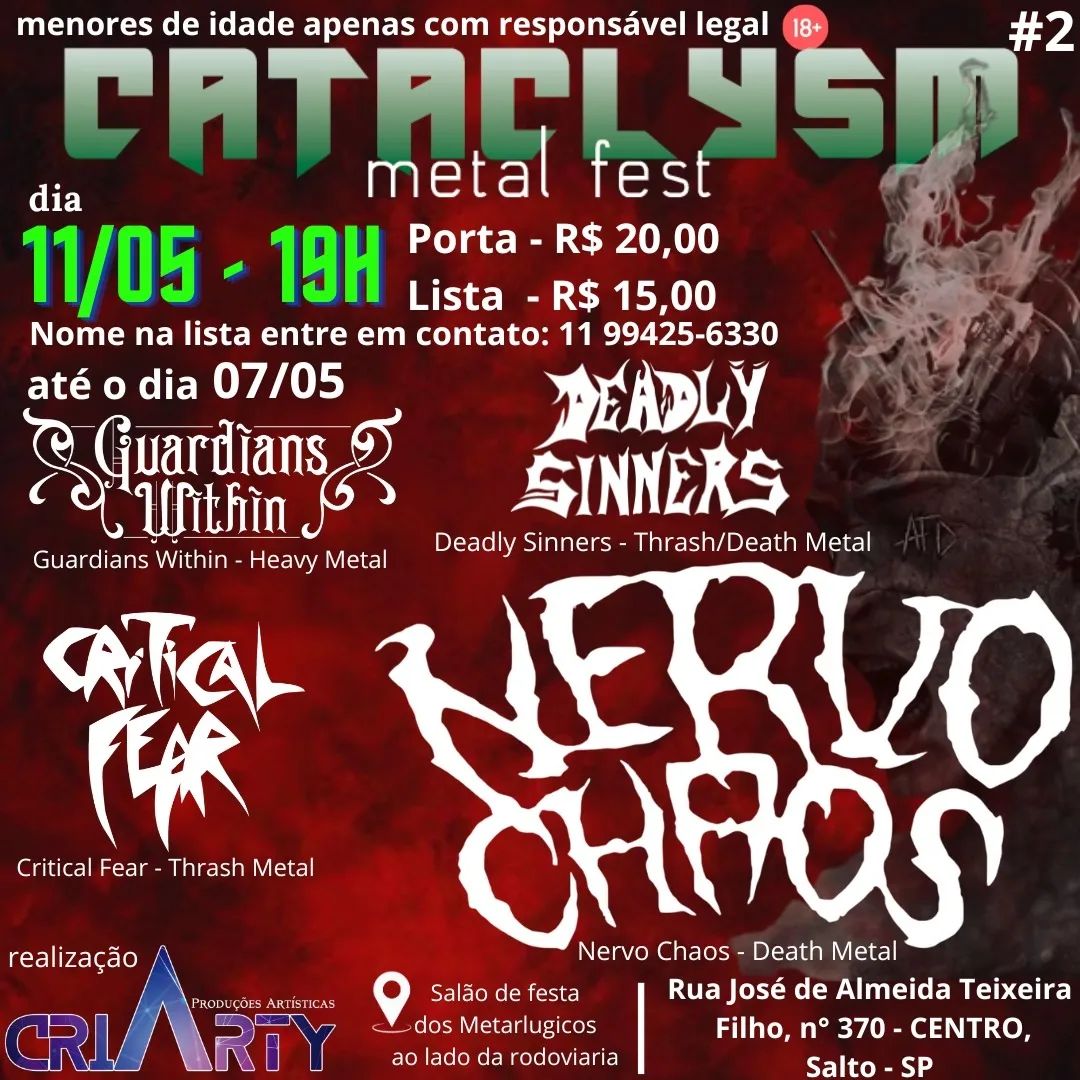 menores de idade apenas com responsável legal 18+
#2
CATACLYSM
metal fest
dia
11/05 - 19H
Porta - R$ 20,00
Lista - R$ 15,00
Nome na lista entre em contato: 11 99425-6330
até o dia 07/05
Guardians
Within
Guardians Within - Heavy Metal
DEADLY
SINNERS
Deadly Sinners - Thrash/Death Metal
ATD
CRITICAL
FEAR
Critical Fear - Thrash Metal
NERVO
CHAOS
Nervo Chaos - Death Metal
realização
PRODUÇÕES ARTÍSTICAS
CRIARTY
Salão de festa
dos Metarlugicos
ao lado da rodoviaria
Rua José de Almeida Teixeira
Filho, n° 370 - CENTRO,
Salto - SP